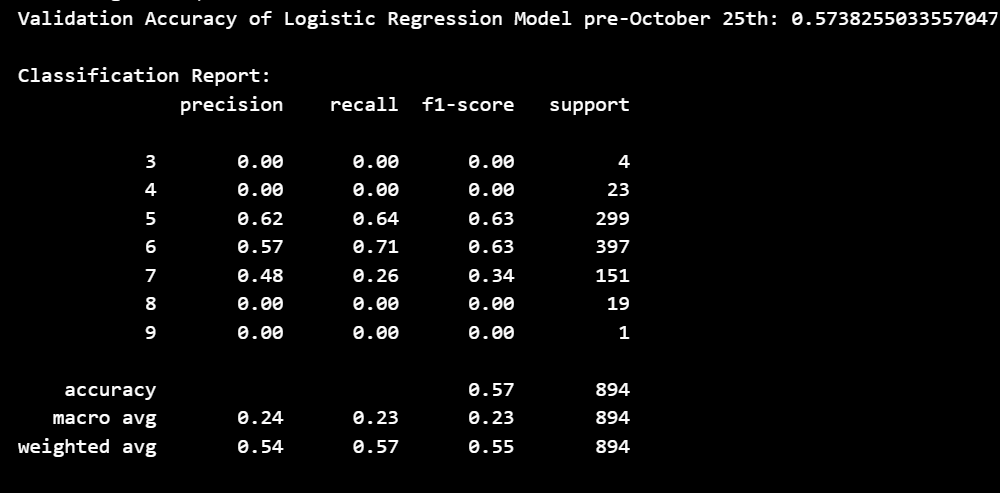 Validation Accuracy of Logistic Regression Model pre-October 25th: 0.5738255033557047
Classification Report:
precision recall f1-score support
3 0.00 0.00 0.00 4
4 0.00 0.00 0.00 23
5 0.62 0.64 0.63 299
6 0.57 0.71 0.63 397
7 0.48 0.26 0.34 151
8 0.00 0.00 0.00 19
9 0.00 0.00 0.00 1
accuracy 0.57 894
macro avg 0.24 0.23 0.23 894
weighted avg 0.54 0.57 0.55 894